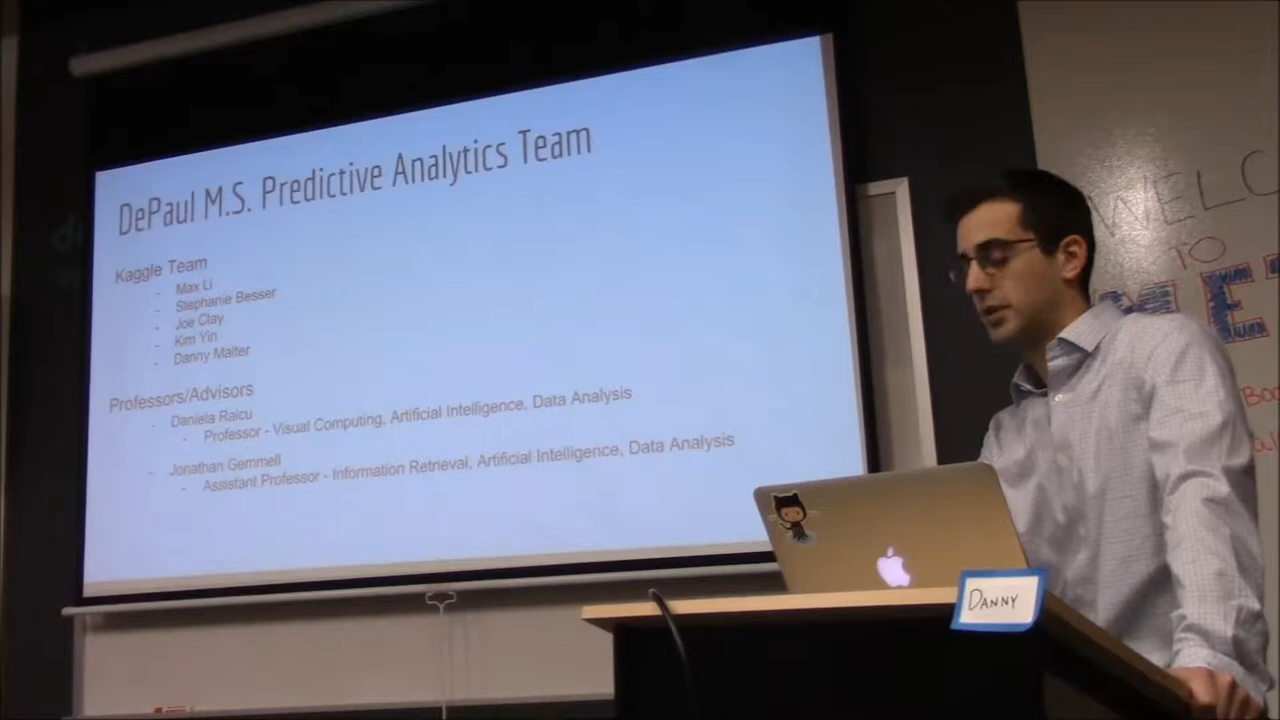 DePaul M.S. Predictive Analytics Team
Kaggle Team
- Max Li
- Stephanie Besser
- Joe Clay
- Kim Yin
- Danny Malter
Professors/Advisors
- Daniela Raicu
- Professor - Visual Computing, Artificial Intelligence, Data Analysis
- Jonathan Gemmell
- Assistant Professor - Information Retrieval, Artificial Intelligence, Data Analysis
WELCO
TO
MET
DANNY